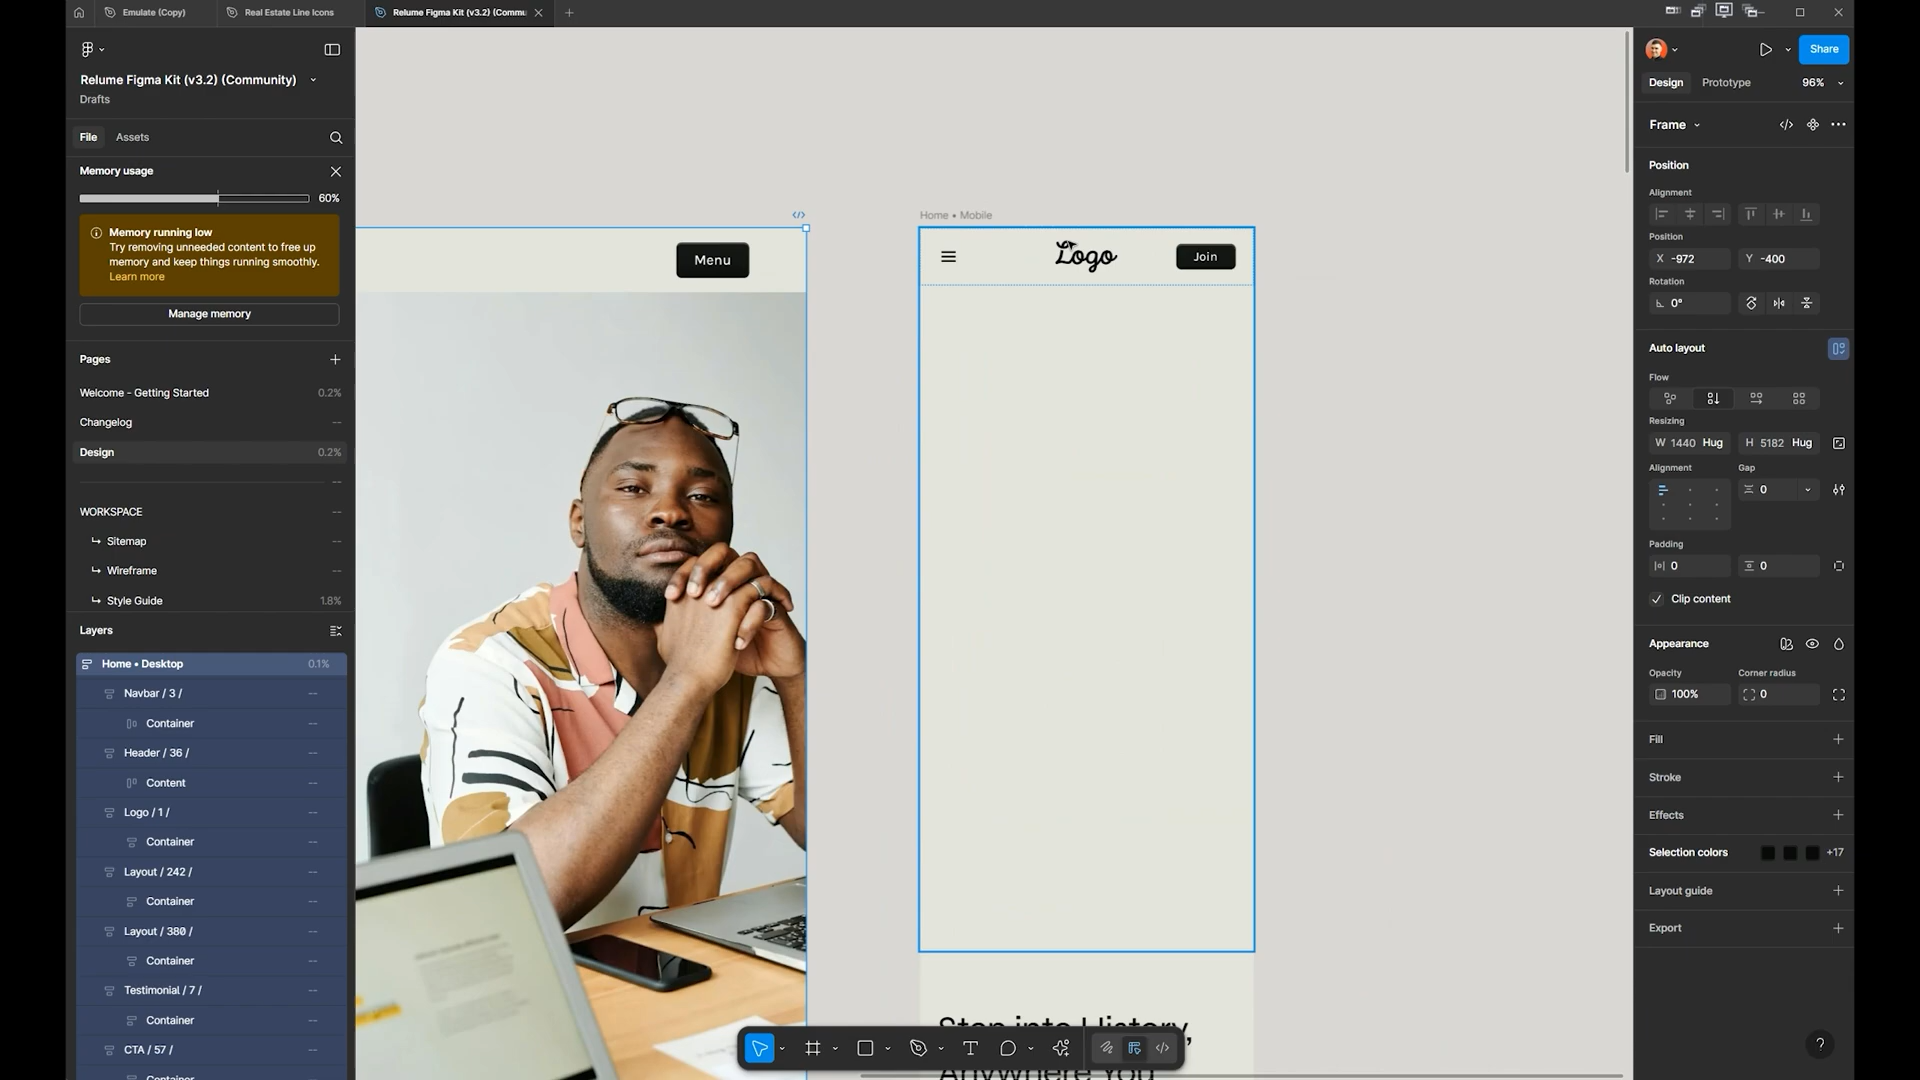 Emulate (Copy)
Real Estate Line Icons
Relume Figma Kit (v3.2) (Commu
Relume Figma Kit (v3.2) (Community)
Drafts
File
Assets
Memory usage
60%
Memory running low
Try removing unneeded content to free up
memory and keep things running smoothly.
Learn more
Manage memory
Pages
Welcome - Getting Started
0.2%
Changelog
--
Design
0.2%
--
WORKSPACE
--
Sitemap
--
Wireframe
--
Style Guide
1.8%
Layers
Home • Desktop
0.1%
Navbar / 3 /
--
Container
--
Header / 36 /
--
Content
--
Logo / 1 /
--
Container
--
Layout / 242 /
--
Container
--
Layout / 380 /
--
Container
--
Testimonial / 7 /
--
Container
--
CTA / 57 /
--
Container
Menu
Home • Mobile
Logo
Join
Step into History,
Anywhere You
Share
Design
Prototype
96%
Frame
Position
Alignment
Position
X -972
Y -400
Rotation
0°
Auto layout
Flow
Resizing
W 1440 Hug
H 5182 Hug
Alignment
Gap
0
Padding
0
0
Clip content
Appearance
Opacity
Corner radius
100%
0
Fill
Stroke
Effects
Selection colors
+17
Layout guide
Export
?